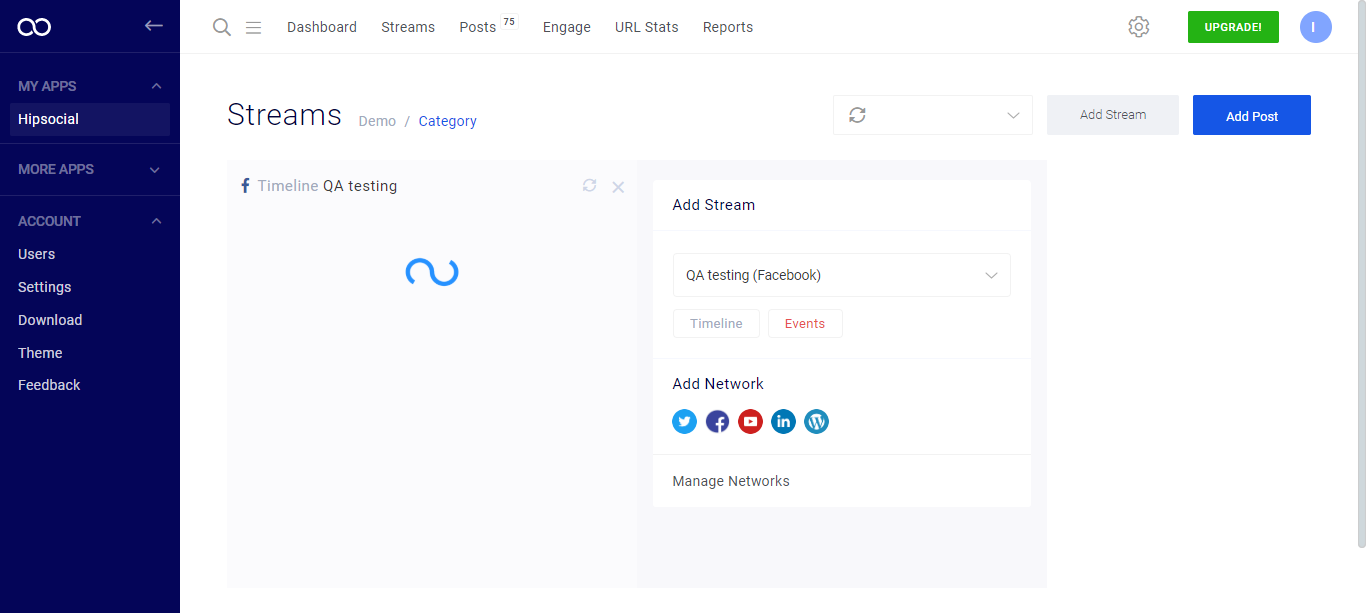 Dashboard Streams Posts 75 Engage URL Stats Reports UPGRADE! I
MY APPS
Hipsocial
MORE APPS
ACCOUNT
Users
Settings
Download
Theme
Feedback
Streams Demo / Category Add Stream Add Post
Timeline QA testing
Add Stream
QA testing (Facebook)
Timeline Events
Add Network
Manage Networks